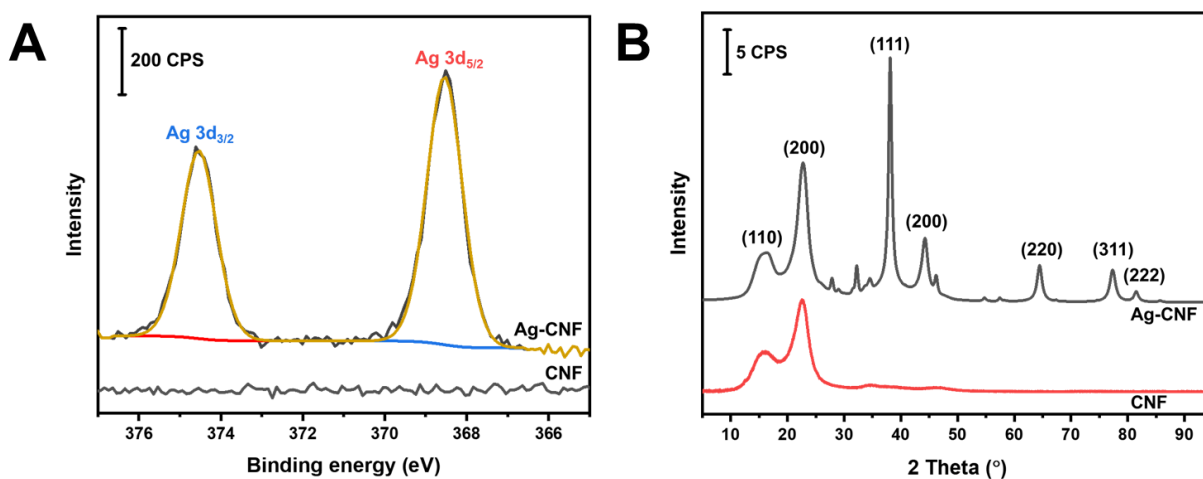 A
200 CPS
Ag 3d5/2
Ag 3d3/2
Intensity
Ag-CNF
CNF
376 374 372 370 368 366
Binding energy (eV)
B
5 CPS
(111)
(200)
(110)
(200)
(220)
(311)
(222)
Intensity
Ag-CNF
CNF
10 20 30 40 50 60 70 80 90
2 Theta (°)